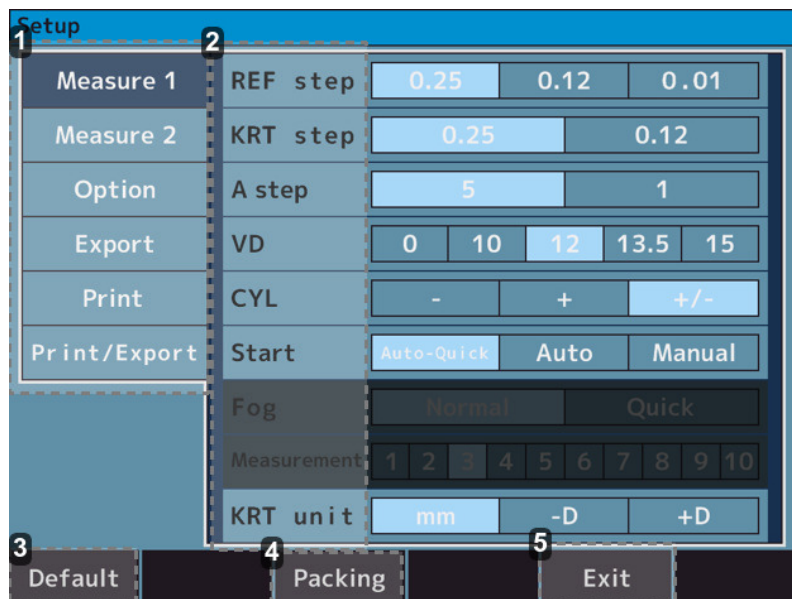 Setup
1
2
Measure 1
Measure 2
Option
Export
Print
Print/Export
REF step 0.25 0.12 0.01
KRT step 0.25 0.12
A step 5 1
VD 0 10 12 13.5 15
CYL - + +/-
Start Auto-Quick Auto Manual
Fog Normal Quick
Measurement 1 2 3 4 5 6 7 8 9 10
KRT unit mm -D +D
3 4 5
Default Packing Exit